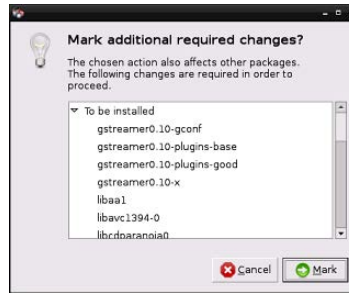 Mark additional required changes?
The chosen action also affects other packages.
The following changes are required in order to
proceed.
To be installed
gstreamer0.10-gconf
gstreamer0.10-plugins-base
gstreamer0.10-plugins-good
gstreamer0.10-x
libaa1
libavc1394-0
libcdparanoia0
Cancel
Mark